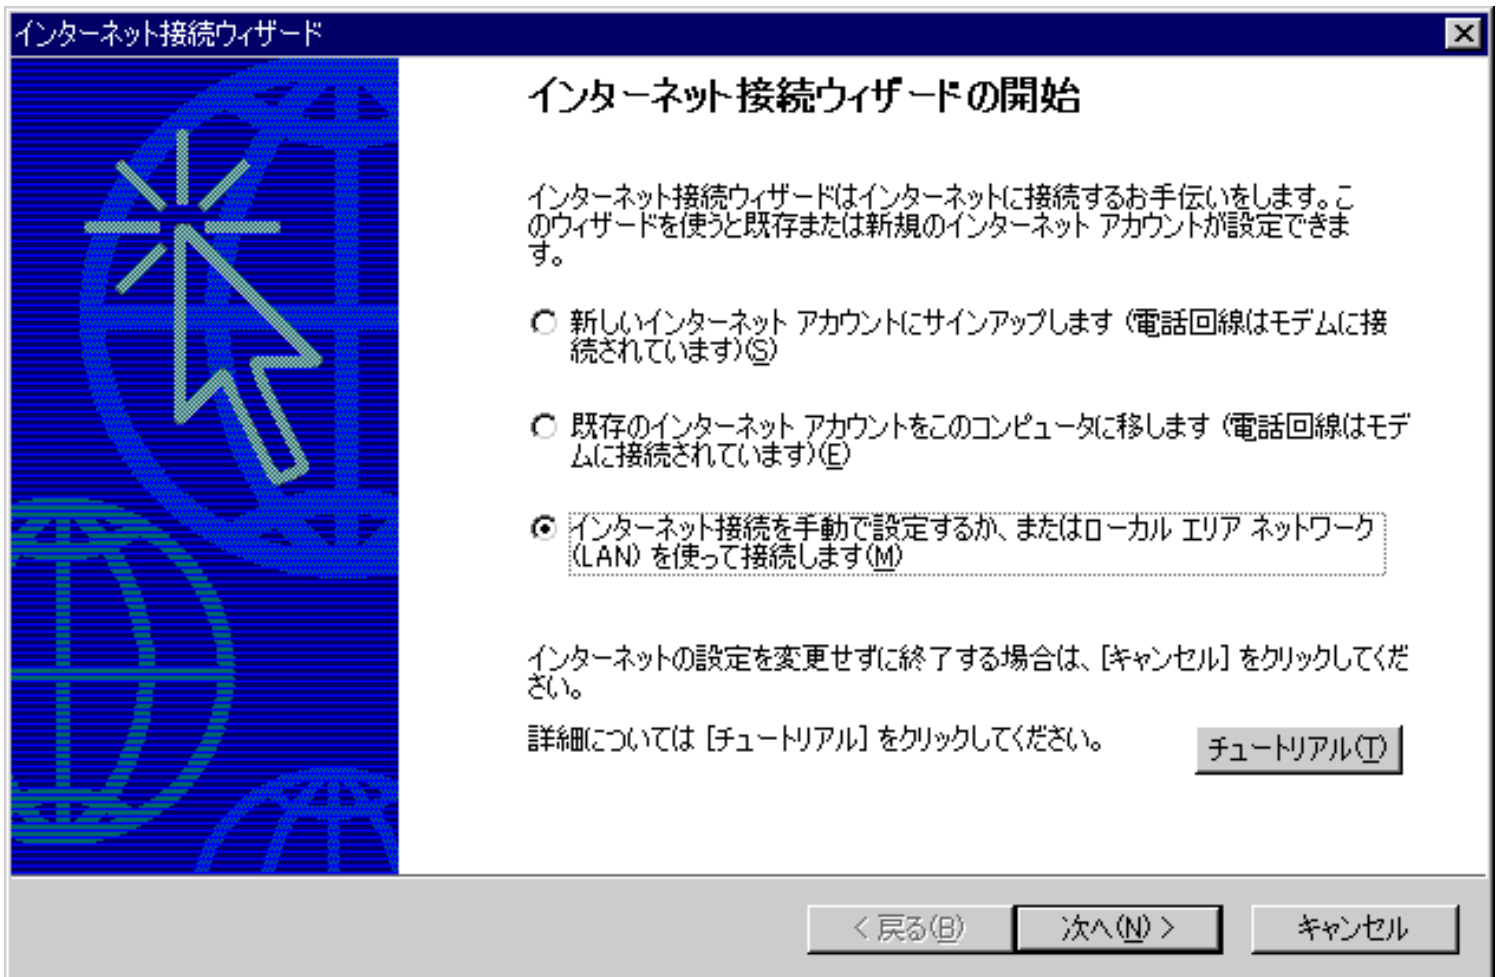 インターネット接続ウィザード
インターネット接続ウィザードの開始
インターネット接続ウィザードはインターネットに接続するお手伝いをします。こ
のウィザードを使うと既存または新規のインターネット アカウントが設定できま
す。
新しいインターネット アカウントにサインアップします (電話回線はモデムに接
続されています)(S)
既存のインターネット アカウントをこのコンピュータに移します (電話回線はモデ
ムに接続されています)(E)
インターネット接続を手動で設定するか、またはローカル エリア ネットワーク
(LAN) を使って接続します(M)
インターネットの設定を変更せずに終了する場合は、[キャンセル] をクリックしてくだ
さい。
詳細については [チュートリアル] をクリックしてください。
チュートリアル(T)
< 戻る(B)
次へ(N) >
キャンセル